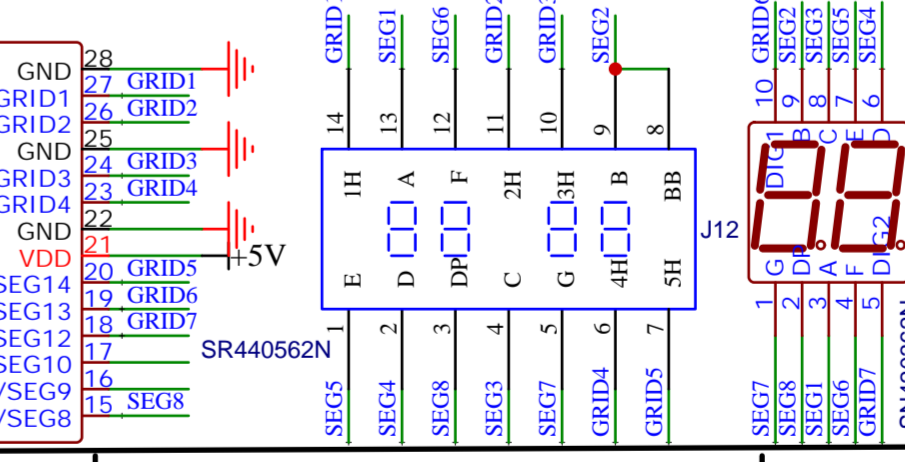 GRID1 SEG1 SEG6 GRID2 GRID3 SEG2 GRID6 SEG2 SEG3 SEG5 SEG4
GND 28
GRID1 27 GRID1
GRID2 26 GRID2
GND 25
GRID3 24 GRID3
GRID4 23 GRID4
GND 22
VDD 21 +5V
SEG14 20 GRID5
SEG13 19 GRID6
SEG12 18 GRID7
SEG10 17
/SEG9 16
/SEG8 15 SEG8
14 13 12 11 10 9 8
1H A F 2H 3H B BB
E D DP C G 4H 5H
1 2 3 4 5 6 7
SEG5 SEG4 SEG8 SEG3 SEG7 GRID4 GRID5
SR440562N
J12
10 9 8 7 6
DIG1 B C E D
G DP A F DIG2
1 2 3 4 5
SEG7 SEG8 SEG1 SEG6 GRID7